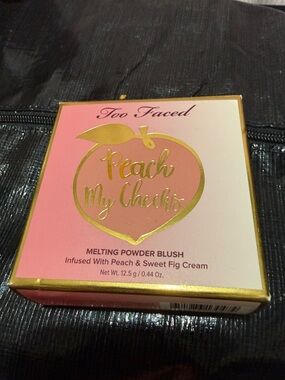 Too Faced
Peach
My Cheeks
MELTING POWDER BLUSH
Infused With Peach & Sweet Fig Cream
Net Wt. 12.5 g / 0.44 Oz.